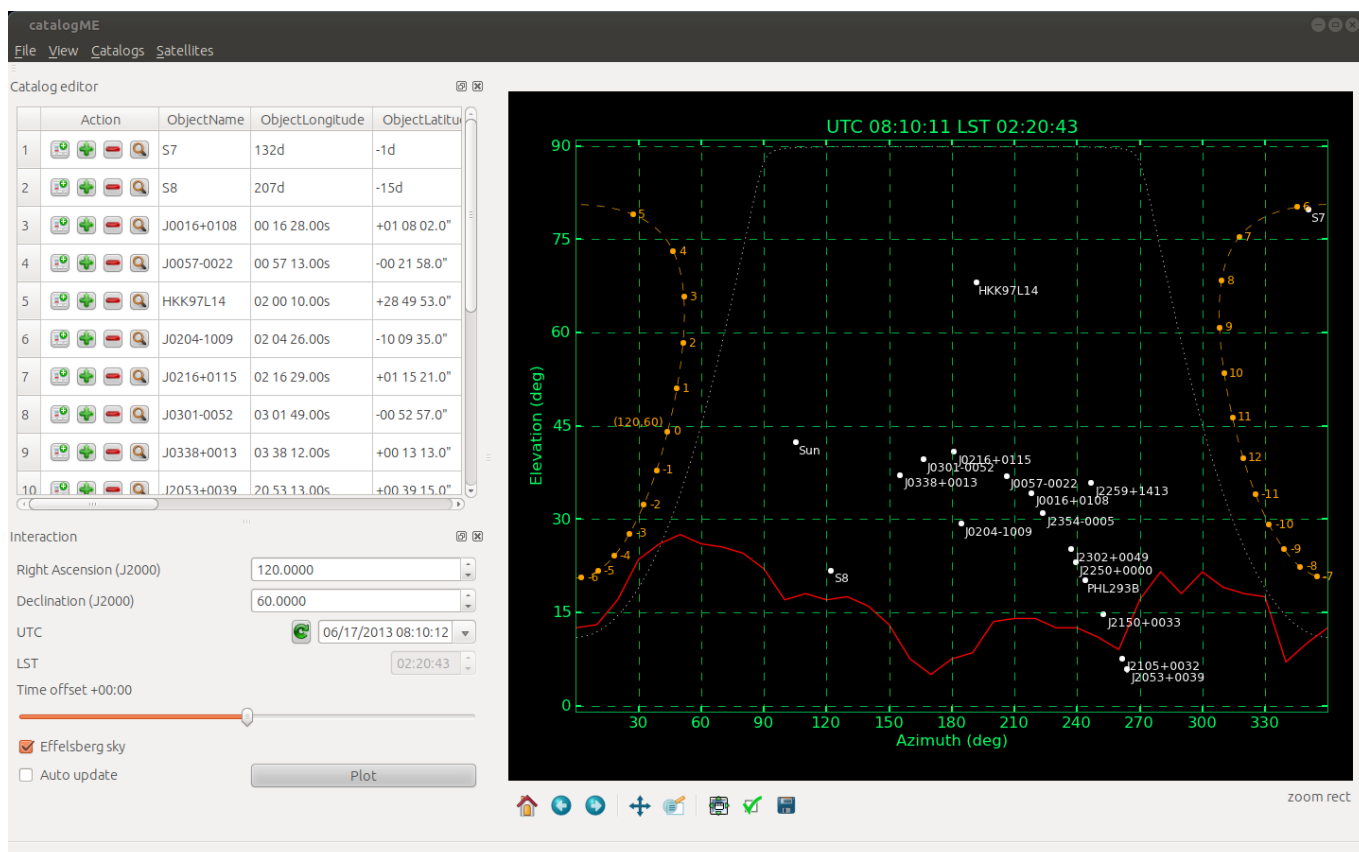 catalogME
File View Catalogs Satellites
Catalog editor
Action ObjectName ObjectLongitude ObjectLatitu
1 S7 132d -1d
2 S8 207d -15d
3 J0016+0108 00 16 28.00s +01 08 02.0"
4 J0057-0022 00 57 13.00s -00 21 58.0"
5 HKK97L14 02 00 10.00s +28 49 53.0"
6 J0204-1009 02 04 26.00s -10 09 35.0"
7 J0216+0115 02 16 29.00s +01 15 21.0"
8 J0301-0052 03 01 49.00s -00 52 57.0"
9 J0338+0013 03 38 12.00s +00 13 13.0"
10 J2053+0039 20 53 13.00s +00 39 15.0"
Interaction
Right Ascension (J2000) 120.0000
Declination (J2000) 60.0000
UTC 06/17/2013 08:10:12
LST 02:20:43
Time offset +00:00
Effelsberg sky
Auto update Plot
UTC 08:10:11 LST 02:20:43
90
75
60
45
30
15
0
Elevation (deg)
30 60 90 120 150 180 210 240 270 300 330
Azimuth (deg)
5
4
3
2
1
(120,60) 0
-1
-2
-3
-4
-5
-6
6
S7
7
8
9
10
11
12
-11
-10
-9
-8
-7
HKK97L14
Sun
J0216+0115
J0301-0052
J0338+0013
J0057-0022
J0016+0108
J2259+1413
J2354-0005
J0204-1009
J2302+0049
J2250+0000
PHL293B
S8
J2150+0033
J2105+0032
J2053+0039
zoom rect